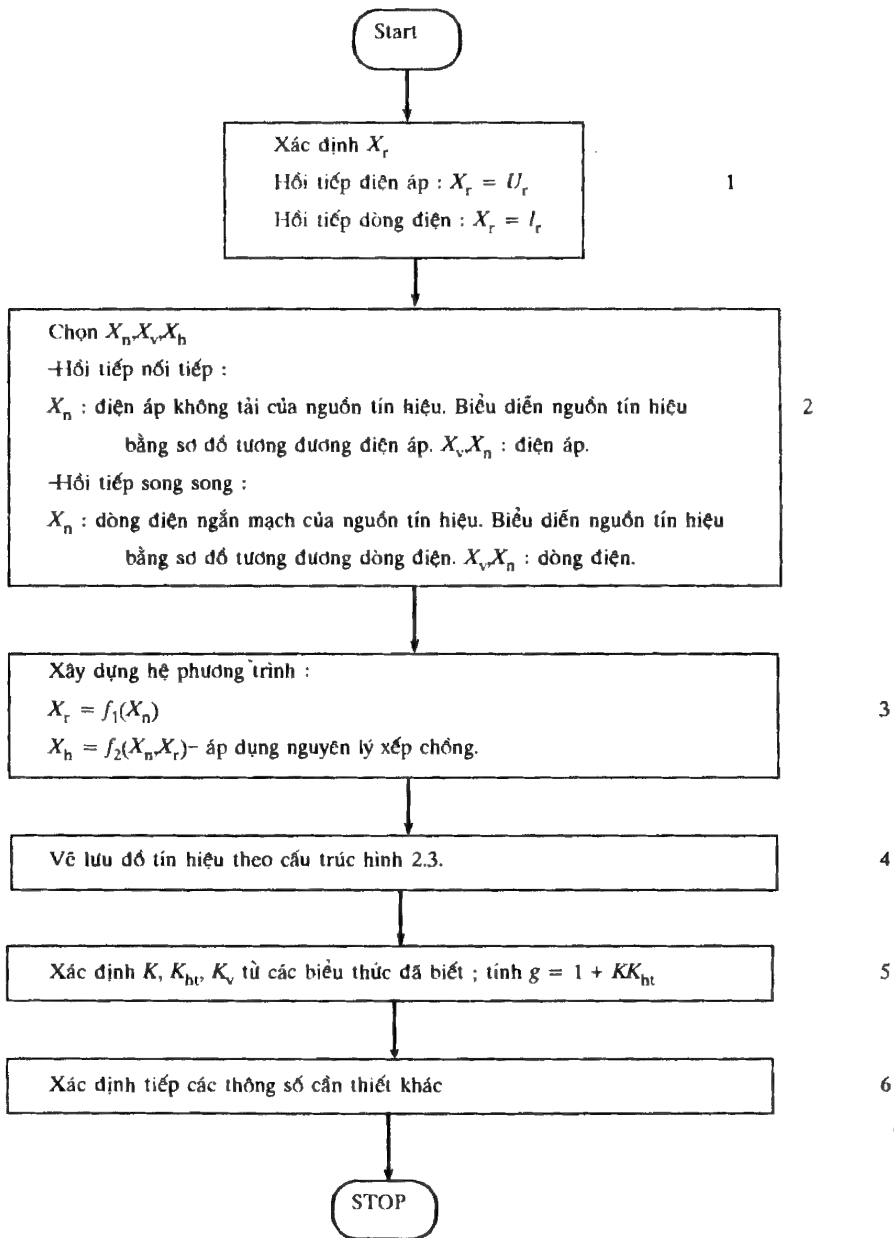 Start
Xác định X_r
Hồi tiếp điện áp : X_r = U_r
Hồi tiếp dòng điện : X_r = I_r
1
Chọn X_n,X_v,X_h
-Hồi tiếp nối tiếp :
X_n : điện áp không tải của nguồn tín hiệu. Biểu diễn nguồn tín hiệu
bằng sơ đồ tương đương điện áp. X_v,X_n : điện áp.
2
-Hồi tiếp song song :
X_n : dòng điện ngắn mạch của nguồn tín hiệu. Biểu diễn nguồn tín hiệu
bằng sơ đồ tương đương dòng điện. X_v,X_n : dòng điện.
Xây dựng hệ phương trình :
X_r = f_1(X_n)
3
X_h = f_2(X_n,X_r)- áp dụng nguyên lý xếp chồng.
Vẽ lưu đồ tín hiệu theo cấu trúc hình 2.3.
4
Xác định K, K_ht, K_v từ các biểu thức đã biết ; tính g = 1 + KK_ht
5
Xác định tiếp các thông số cần thiết khác
6
STOP